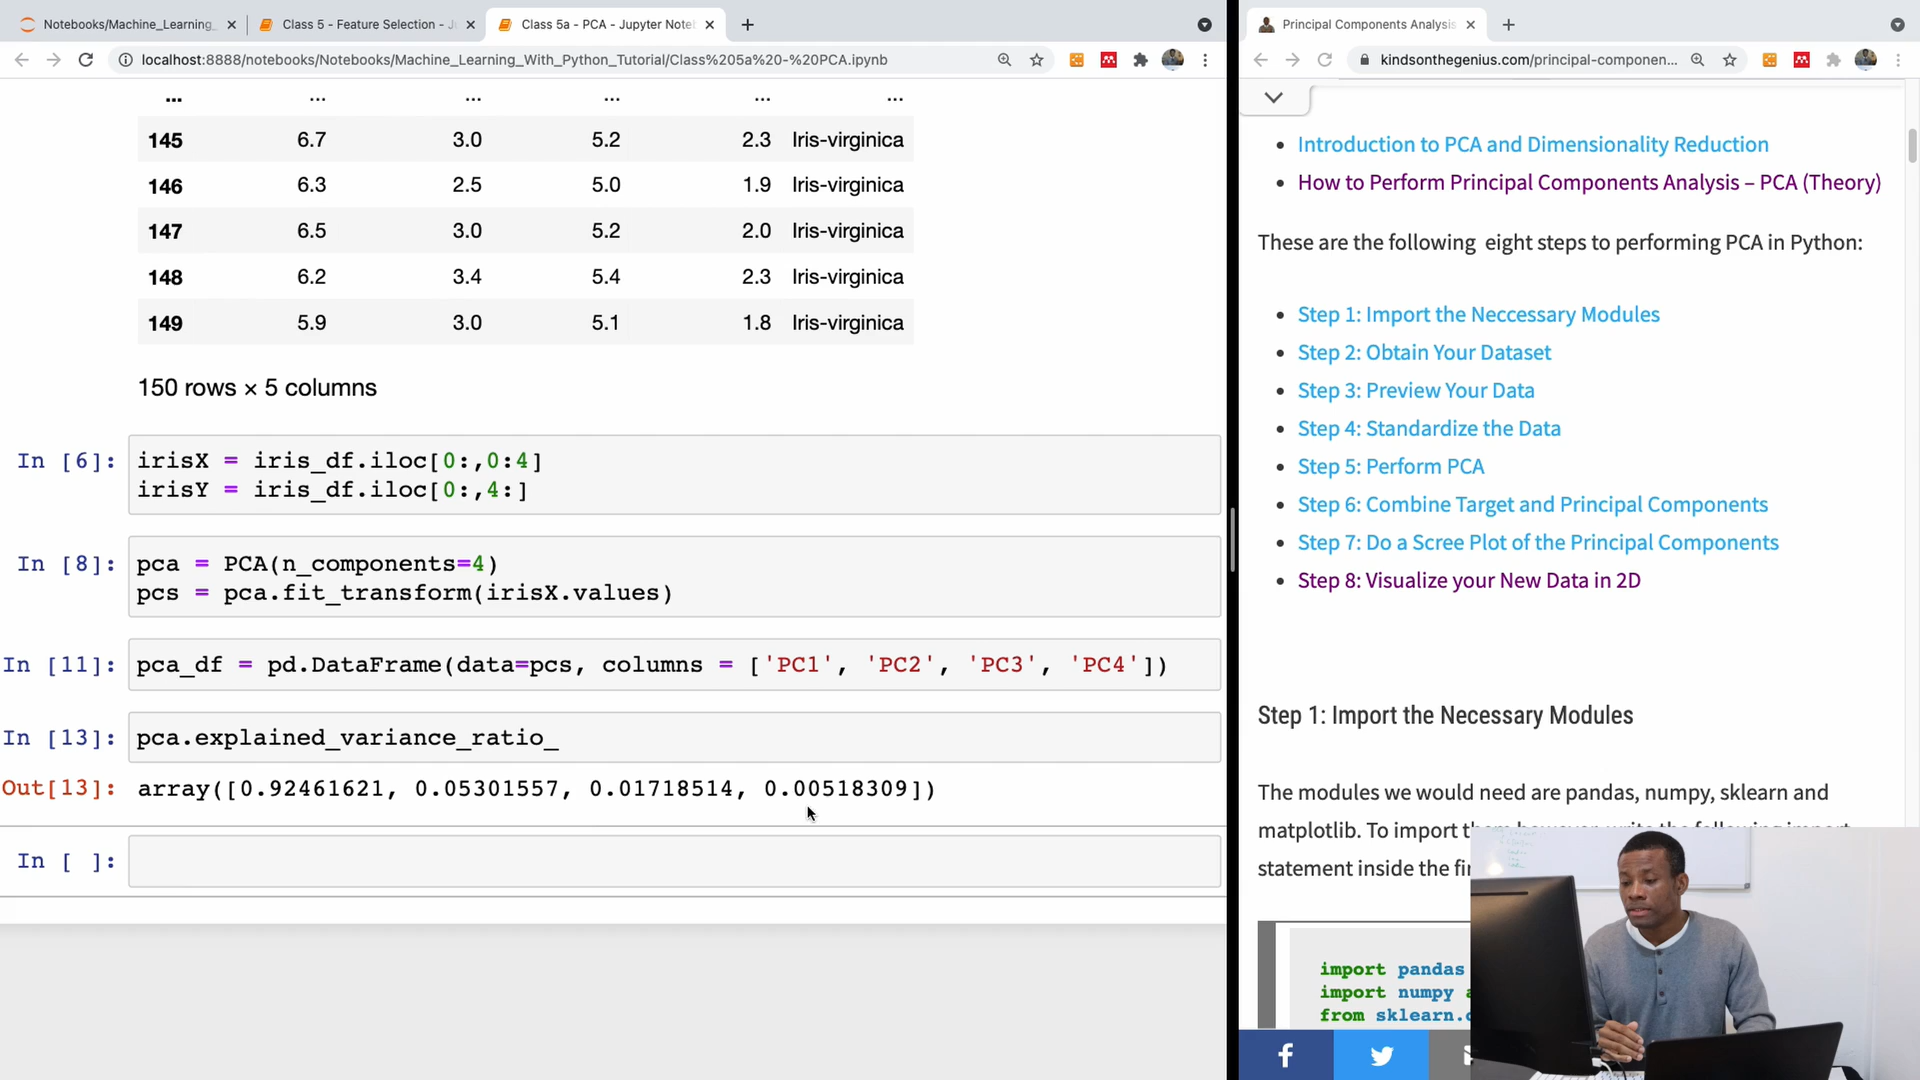 Notebooks/Machine_Learning_
Class 5 - Feature Selection - Ju
Class 5a - PCA - Jupyter Note
localhost:8888/notebooks/Notebooks/Machine_Learning_With_Python_Tutorial/Class%205a%20-%20PCA.ipynb
... ... ... ... ... ...
145 6.7 3.0 5.2 2.3 Iris-virginica
146 6.3 2.5 5.0 1.9 Iris-virginica
147 6.5 3.0 5.2 2.0 Iris-virginica
148 6.2 3.4 5.4 2.3 Iris-virginica
149 5.9 3.0 5.1 1.8 Iris-virginica
150 rows × 5 columns
In [6]: irisX = iris_df.iloc[0:,0:4]
irisY = iris_df.iloc[0:,4:]
In [8]: pca = PCA(n_components=4)
pcs = pca.fit_transform(irisX.values)
In [11]: pca_df = pd.DataFrame(data=pcs, columns = ['PC1', 'PC2', 'PC3', 'PC4'])
In [13]: pca.explained_variance_ratio_
Out[13]: array([0.92461621, 0.05301557, 0.01718514, 0.00518309])
In [ ]:
Principal Components Analysis
kindsonthegenius.com/principal-componen...
Introduction to PCA and Dimensionality Reduction
How to Perform Principal Components Analysis – PCA (Theory)
These are the following eight steps to performing PCA in Python:
Step 1: Import the Neccessary Modules
Step 2: Obtain Your Dataset
Step 3: Preview Your Data
Step 4: Standardize the Data
Step 5: Perform PCA
Step 6: Combine Target and Principal Components
Step 7: Do a Scree Plot of the Principal Components
Step 8: Visualize your New Data in 2D
Step 1: Import the Necessary Modules
The modules we would need are pandas, numpy, sklearn and
matplotlib. To import
statement inside the
import pandas
import numpy
from sklearn.